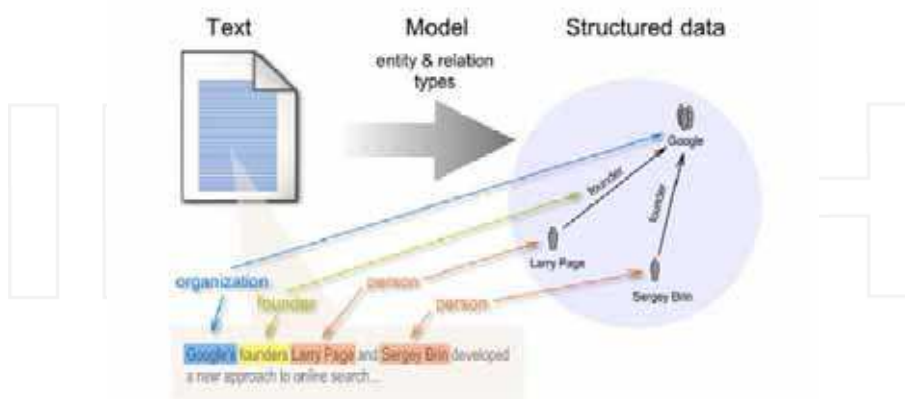 Text
Model
Structured data
entity & relation
types
Google
founder
founder
Larry Page
Sergey Brin
organization
founder
person
person
Google's founders Larry Page and Sergey Brin developed
a new approach to online search...